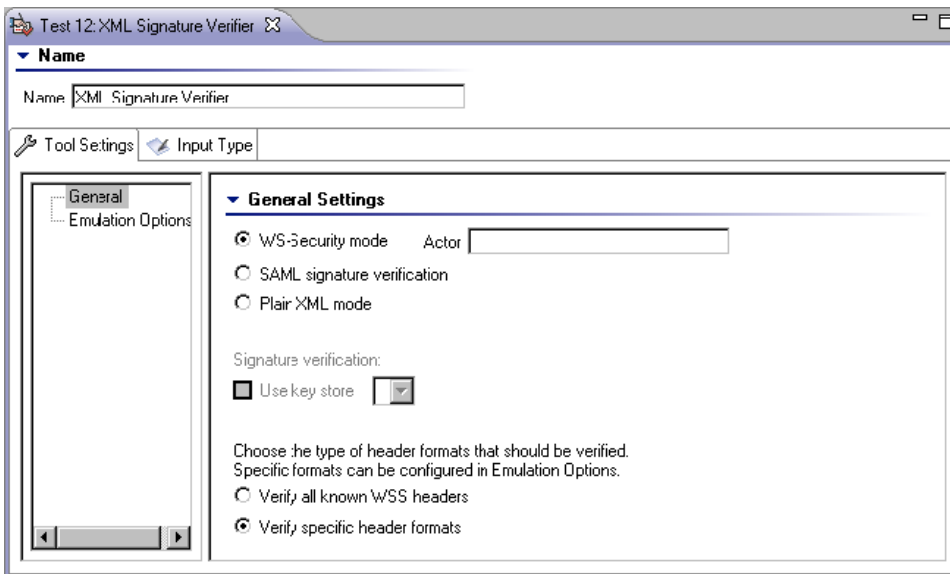 Test 12: XML Signature Verifier
Name
Name XML Signature Verifier
Tool Settings Input Type
General
Emulation Options
General Settings
WS-Security mode Actor
SAML signature verification
Plain XML mode
Signature verification:
Use key store
Choose the type of header formats that should be verified.
Specific formats can be configured in Emulation Options.
Verify all known WSS headers
Verify specific header formats